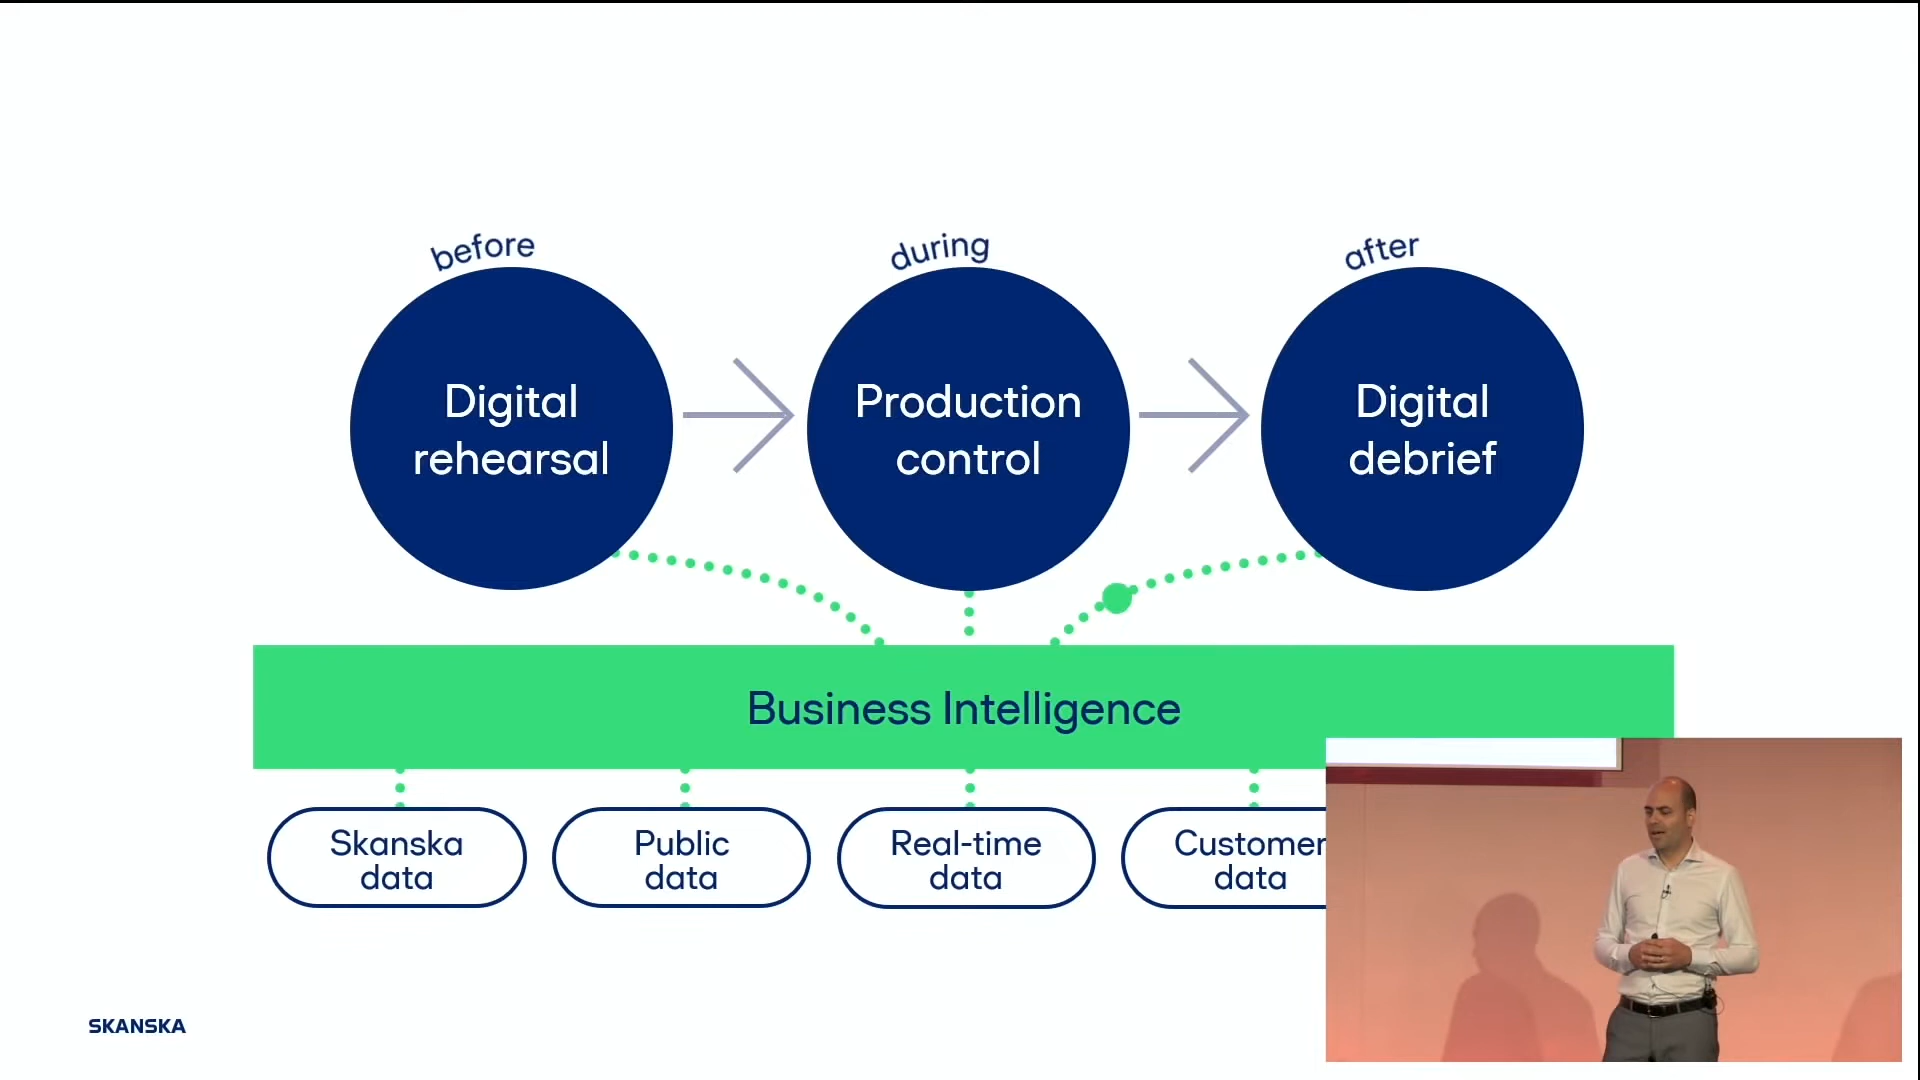 before
during
after
Digital
rehearsal
Production
control
Digital
debrief
Business Intelligence
Skanska
data
Public
data
Real-time
data
Customer
data
SKANSKA